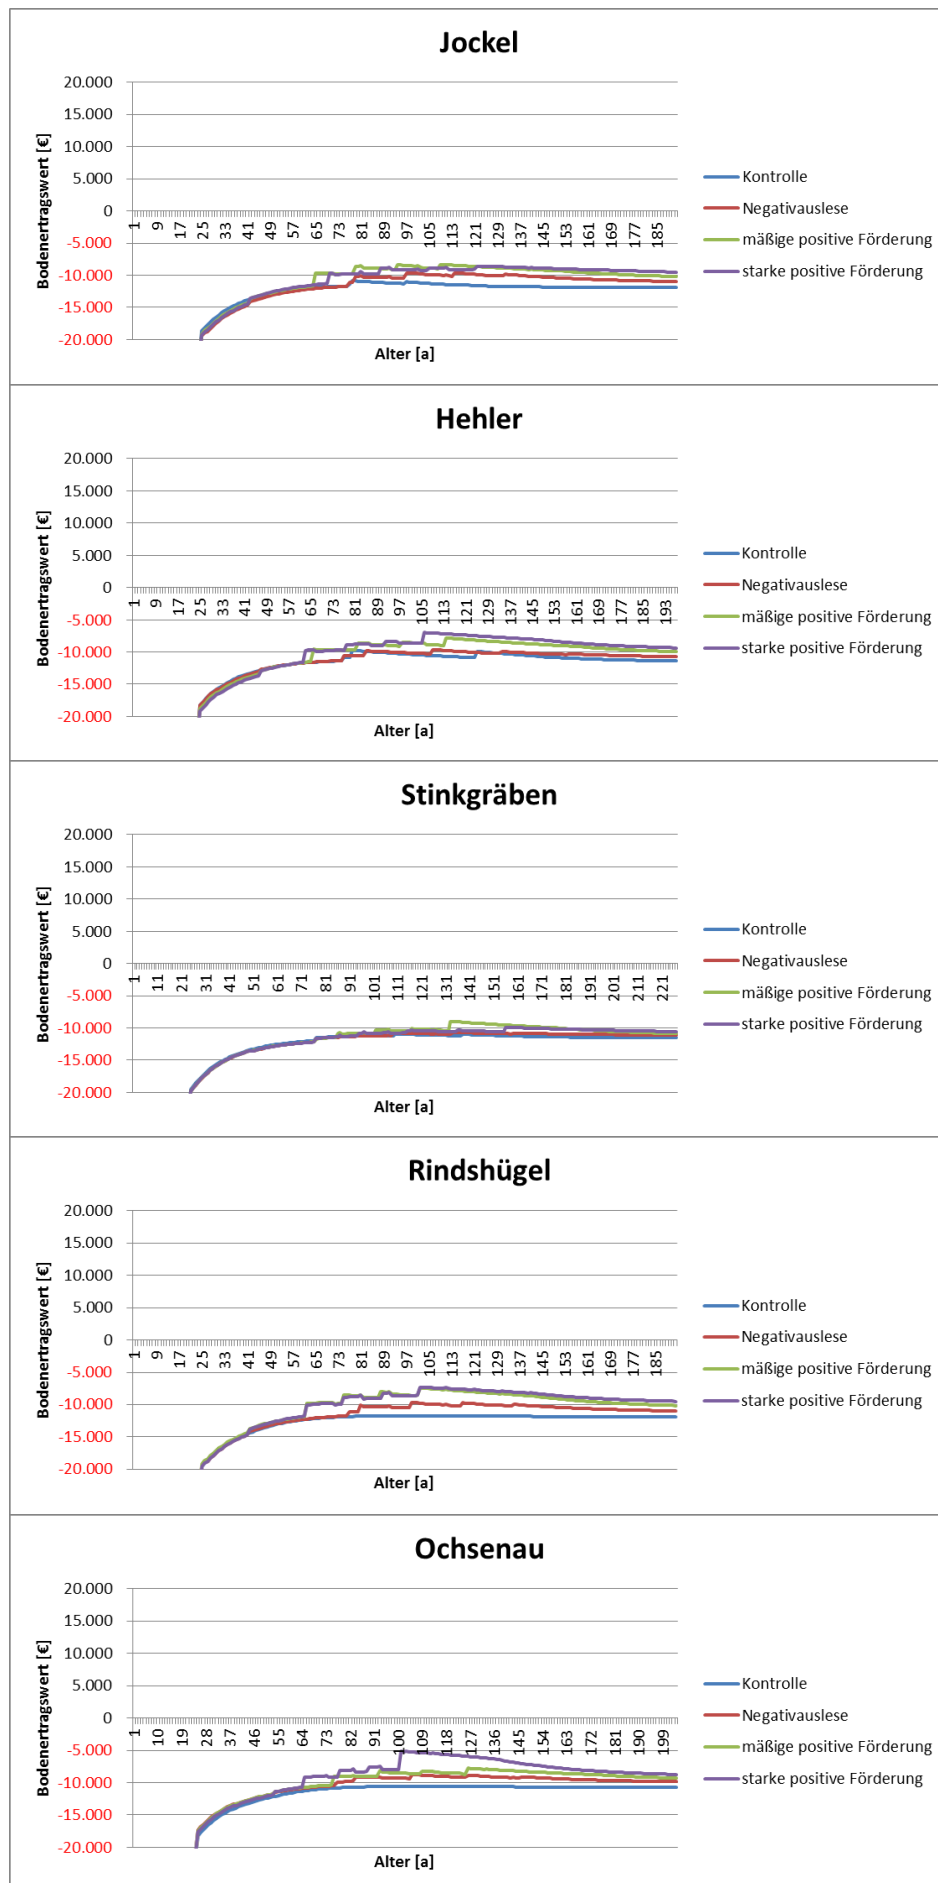 Jockel
Bodenertragswert [€]
20.000
15.000
10.000
5.000
0
-5.000
-10.000
-15.000
-20.000
1 9 17 25 33 41 49 57 65 73 81 89 97 105 113 121 129 137 145 153 161 169 177 185
Alter [a]
Kontrolle
Negativauslese
mäßige positive Förderung
starke positive Förderung
Hehler
Bodenertragswert [€]
20.000
15.000
10.000
5.000
0
-5.000
-10.000
-15.000
-20.000
1 9 17 25 33 41 49 57 65 73 81 89 97 105 113 121 129 137 145 153 161 169 177 185 193
Alter [a]
Kontrolle
Negativauslese
mäßige positive Förderung
starke positive Förderung
Stinkgräben
Bodenertragswert [€]
20.000
15.000
10.000
5.000
0
-5.000
-10.000
-15.000
-20.000
1 11 21 31 41 51 61 71 81 91 101 111 121 131 141 151 161 171 181 191 201 211 221
Alter [a]
Kontrolle
Negativauslese
mäßige positive Förderung
starke positive Förderung
Rindshügel
Bodenertragswert [€]
20.000
15.000
10.000
5.000
0
-5.000
-10.000
-15.000
-20.000
1 9 17 25 33 41 49 57 65 73 81 89 97 105 113 121 129 137 145 153 161 169 177 185
Alter [a]
Kontrolle
Negativauslese
mäßige positive Förderung
starke positive Förderung
Ochsenau
Bodenertragswert [€]
20.000
15.000
10.000
5.000
0
-5.000
-10.000
-15.000
-20.000
1 10 19 28 37 46 55 64 73 82 91 100 109 118 127 136 145 154 163 172 181 190 199
Alter [a]
Kontrolle
Negativauslese
mäßige positive Förderung
starke positive Förderung